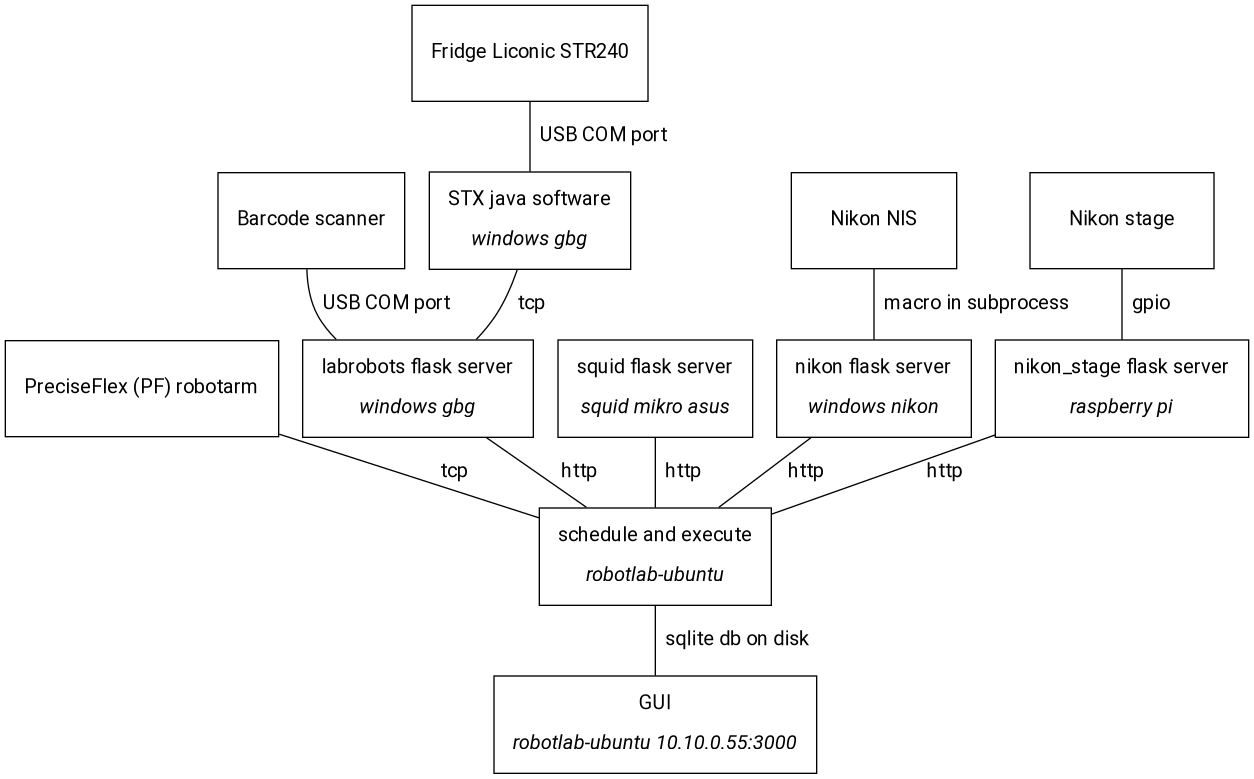 Fridge Liconic STR240
USB COM port
Barcode scanner
STX java software
windows gbg
Nikon NIS
Nikon stage
USB COM port
tcp
macro in subprocess
gpio
PreciseFlex (PF) robotarm
labrobots flask server
windows gbg
squid flask server
squid mikro asus
nikon flask server
windows nikon
nikon_stage flask server
raspberry pi
tcp
http
http
http
http
schedule and execute
robotlab-ubuntu
sqlite db on disk
GUI
robotlab-ubuntu 10.10.0.55:3000